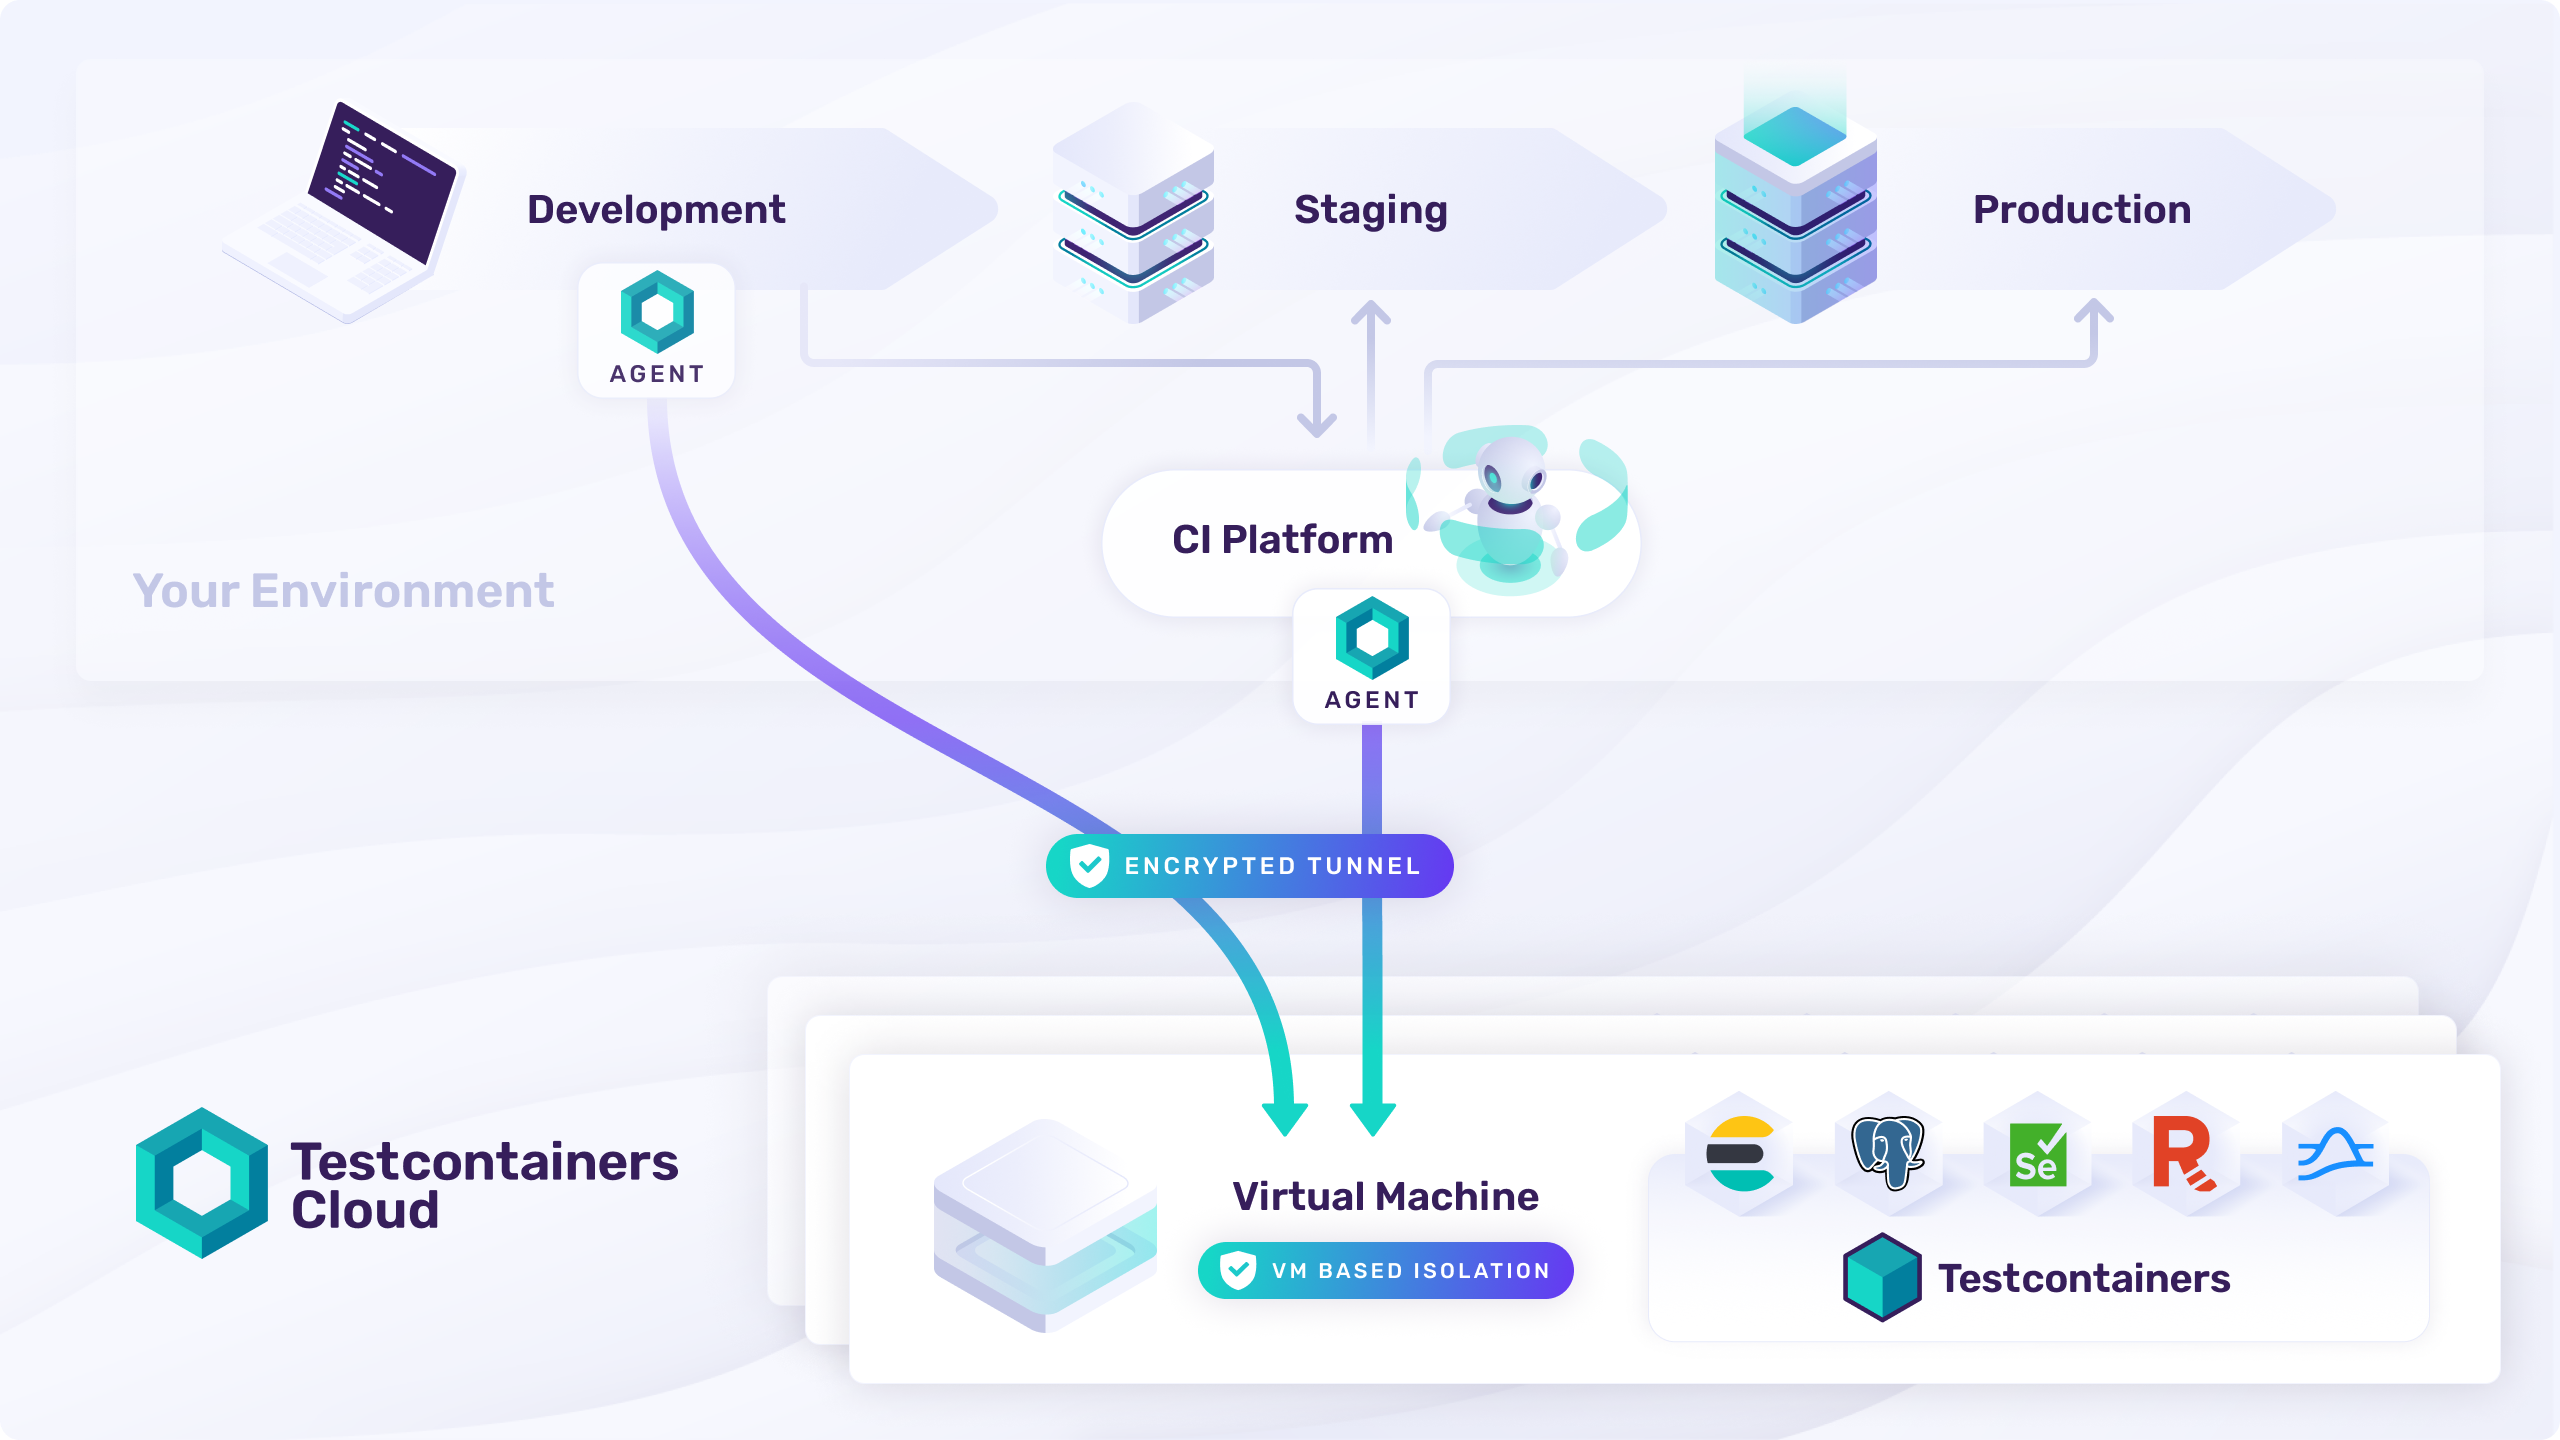 Development
Staging
Production
AGENT
CI Platform
Your Environment
AGENT
ENCRYPTED TUNNEL
Testcontainers
Cloud
Virtual Machine
VM BASED ISOLATION
Se
R
Testcontainers